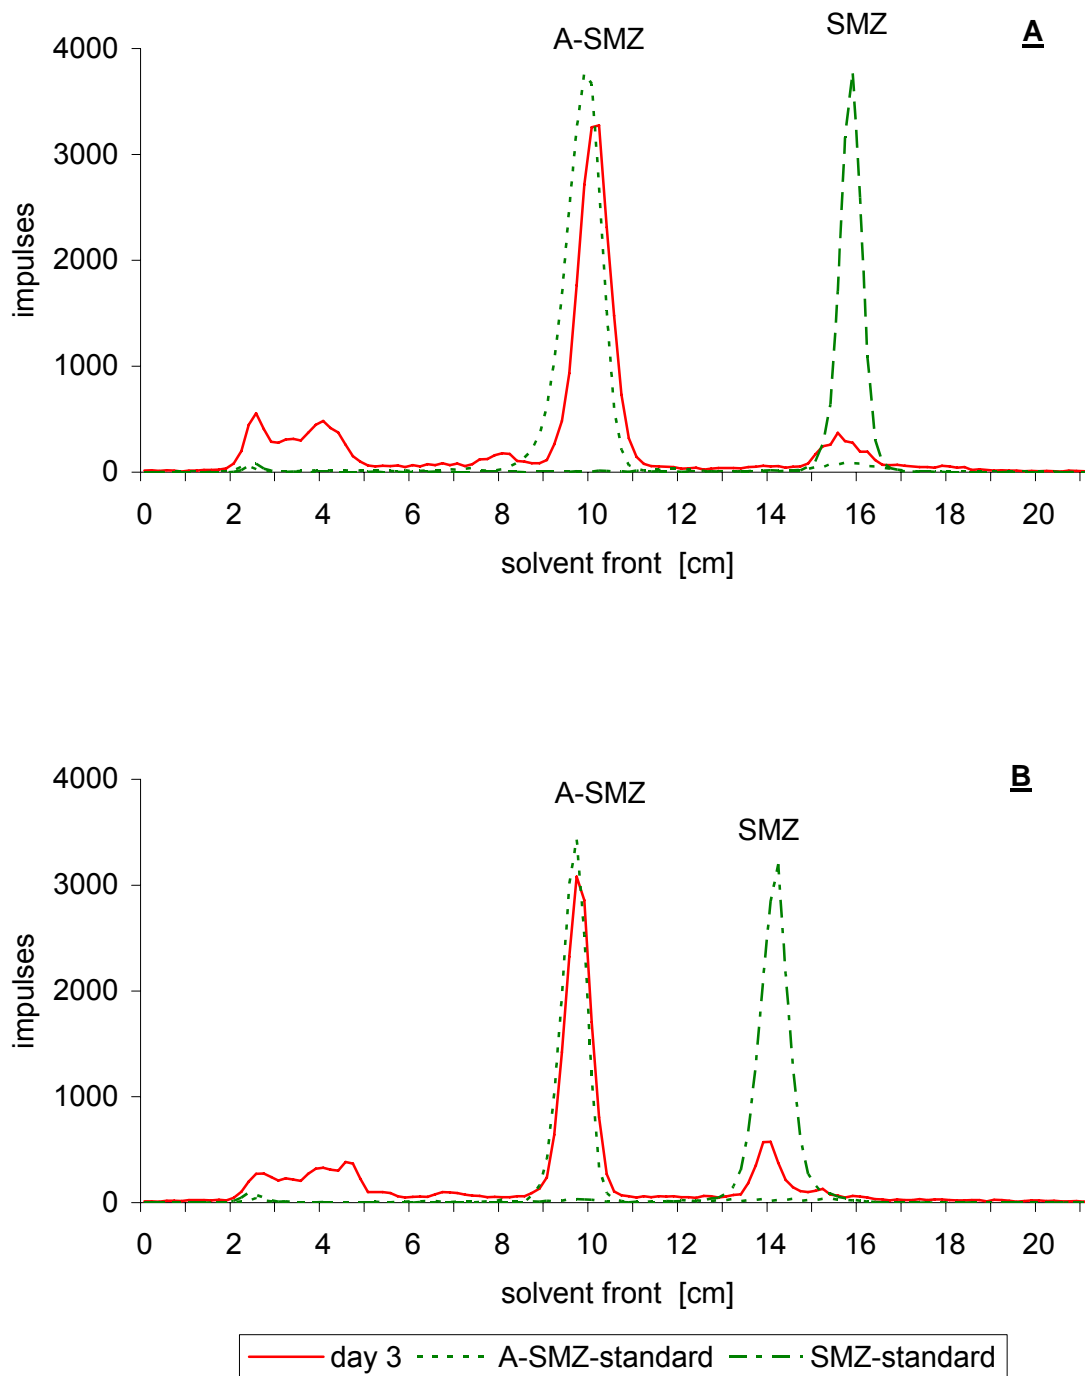 A-SMZ
SMZ
A
4000
3000
2000
1000
0
impulses
0 2 4 6 8 10 12 14 16 18 20
solvent front [cm]
A-SMZ
SMZ
B
4000
3000
2000
1000
0
impulses
0 2 4 6 8 10 12 14 16 18 20
solvent front [cm]
day 3 A-SMZ-standard SMZ-standard